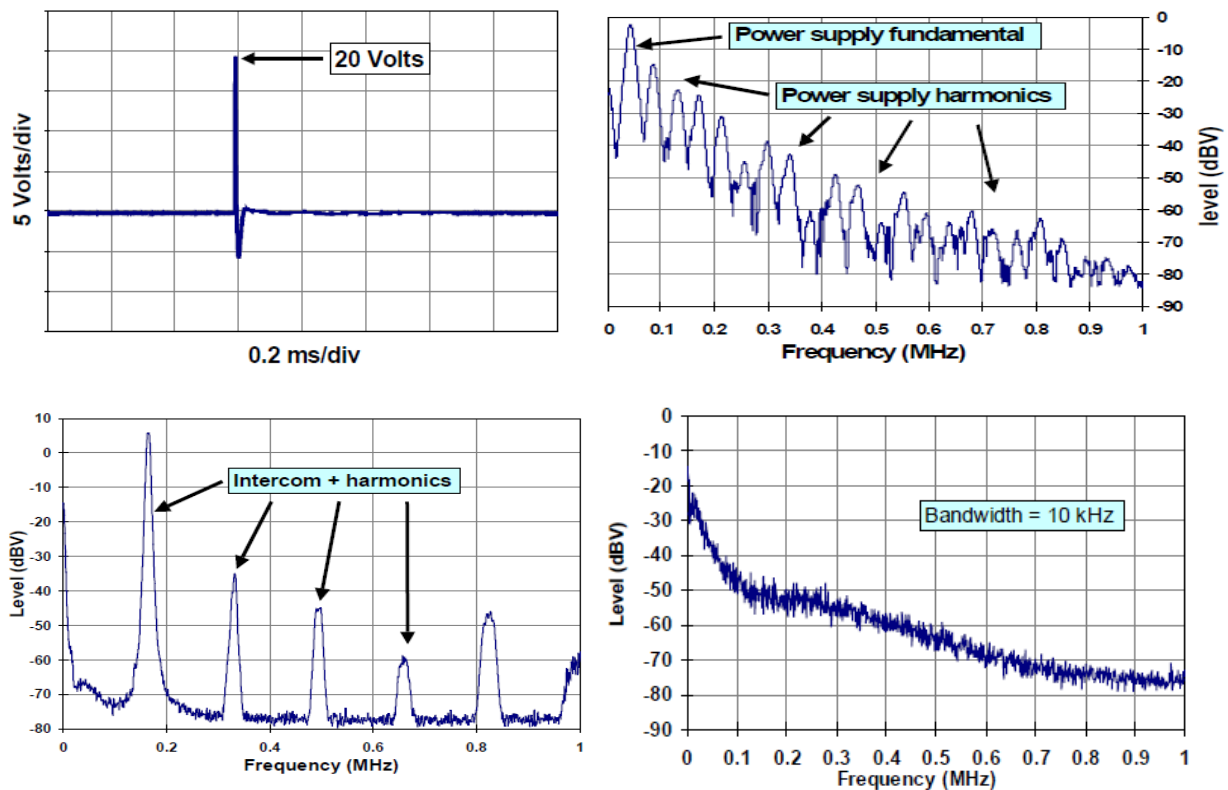 20 Volts
5 Volts/div
0.2 ms/div
Power supply fundamental
Power supply harmonics
0
-10
-20
-30
-40
-50
-60
-70
-80
-90
level (dBV)
0 0.1 0.2 0.3 0.4 0.5 0.6 0.7 0.8 0.9 1
Frequency (MHz)
10
0
-10
-20
-30
-40
-50
-60
-70
-80
Level (dBV)
Intercom + harmonics
0 0.2 0.4 0.6 0.8 1
Frequency (MHz)
0
-10
-20
-30
-40
-50
-60
-70
-80
-90
Level (dBV)
Bandwidth = 10 kHz
0 0.1 0.2 0.3 0.4 0.5 0.6 0.7 0.8 0.9 1
Frequency (MHz)